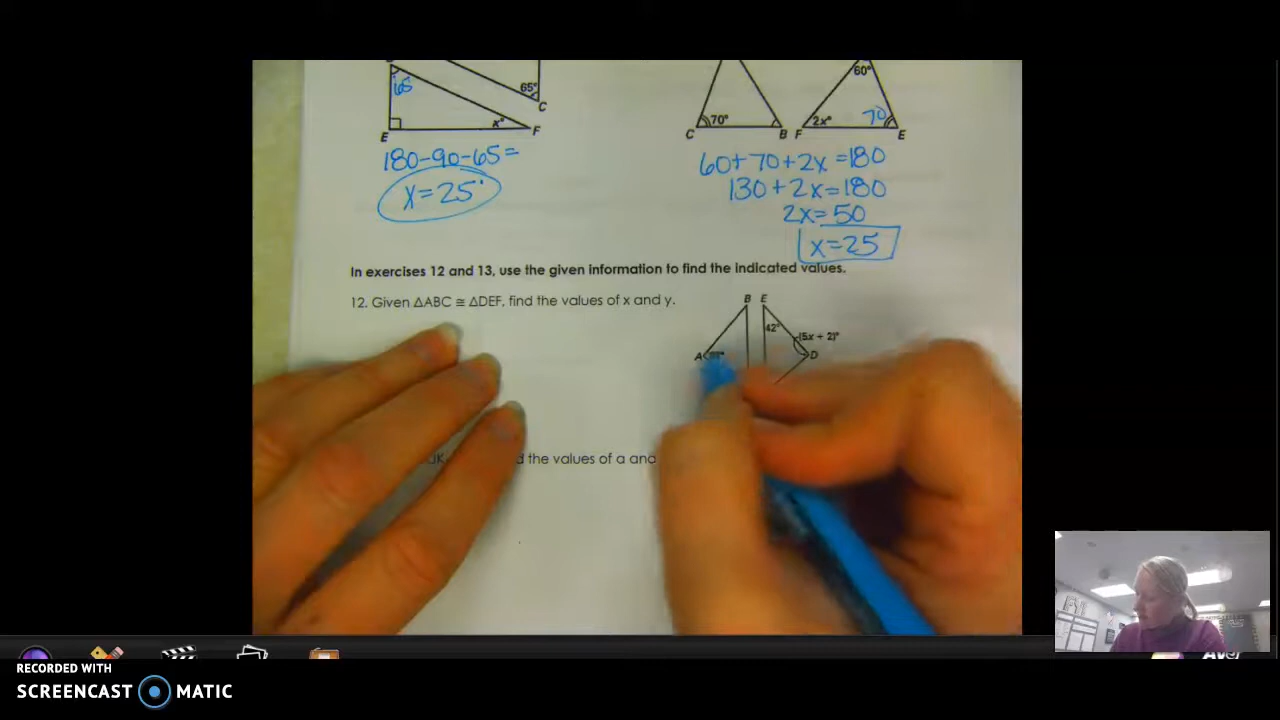 65°
C
65
E
x°
F
180-90-65=
x=25°
60°
70°
C
B
F
2x°
70
E
60+70+2x=180
130+2x=180
2x=50
x=25
In exercises 12 and 13, use the given information to find the indicated values.
12. Given △ABC ≅ △DEF, find the values of x and y.
B E
42°
(5x + 2)°
A
D
the values of a and
RECORDED WITH
SCREENCAST MATIC